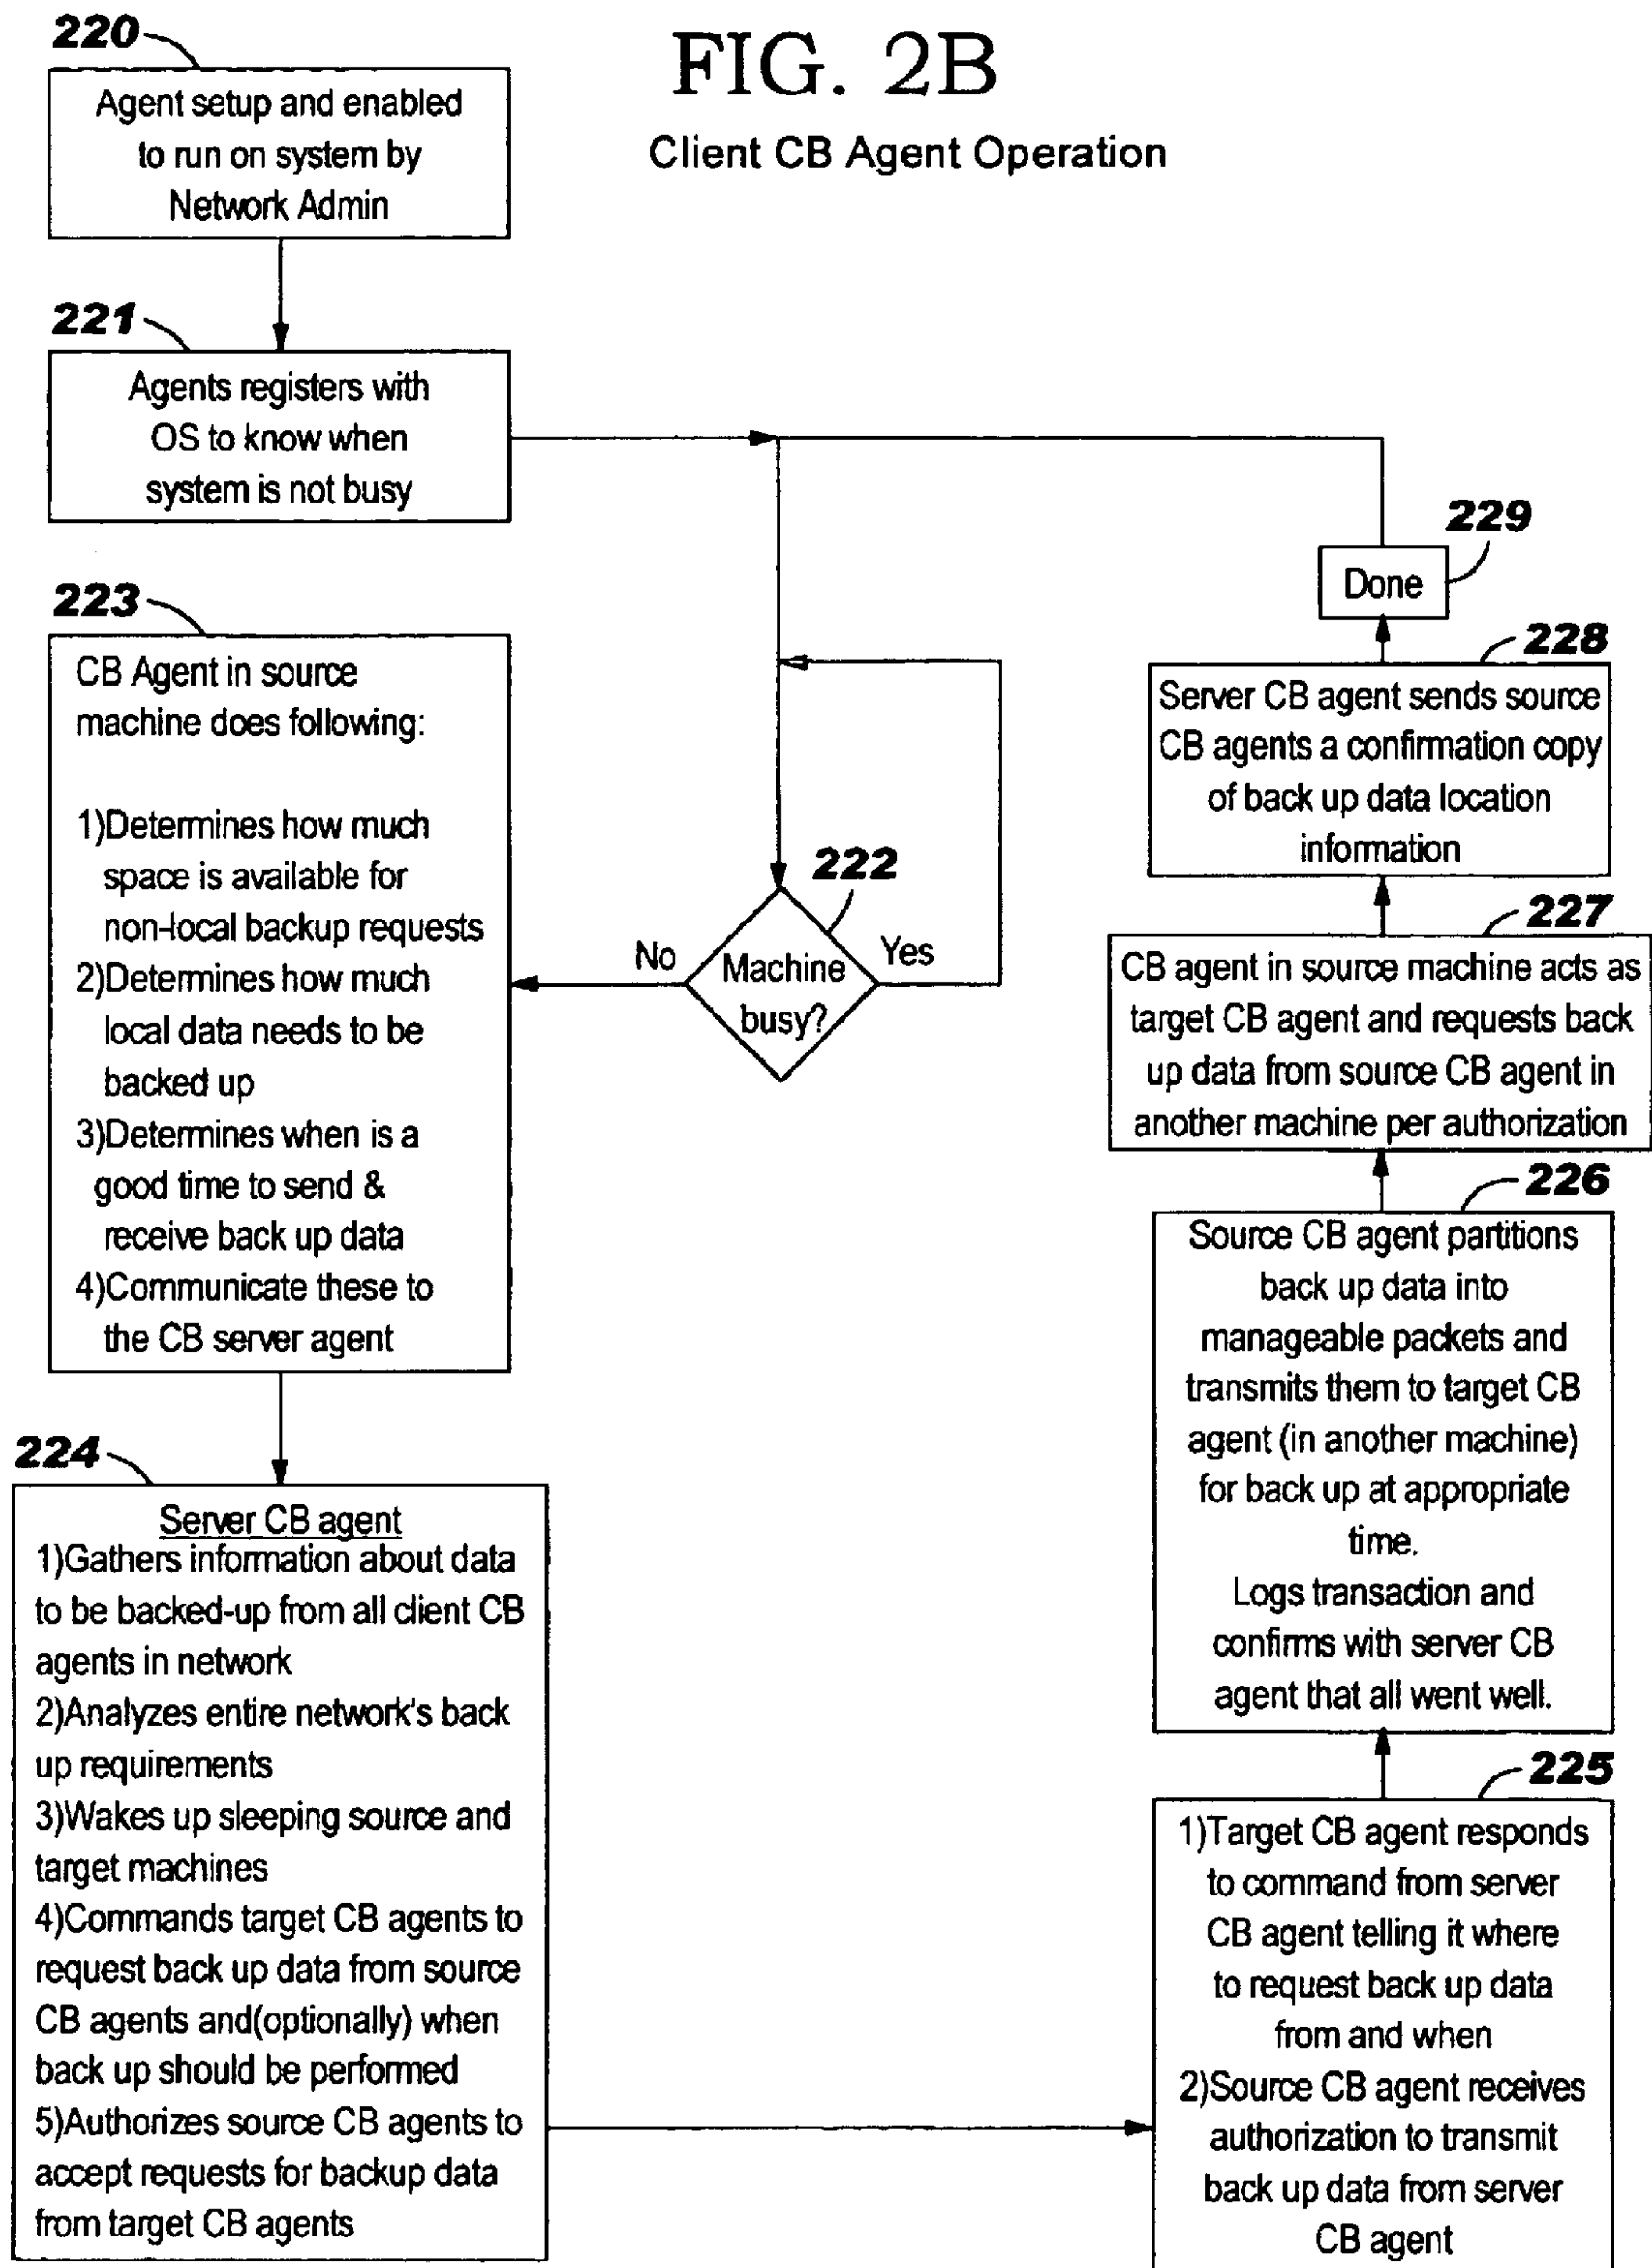 FIG. 2B
Client CB Agent Operation
220
Agent setup and enabled
to run on system by
Network Admin
221
Agents registers with
OS to know when
system is not busy
222
Machine
busy?
No
Yes
223
CB Agent in source
machine does following:
1)Determines how much
space is available for
non-local backup requests
2)Determines how much
local data needs to be
backed up
3)Determines when is a
good time to send &
receive back up data
4)Communicate these to
the CB server agent
224
Server CB agent
1)Gathers information about data
to be backed-up from all client CB
agents in network
2)Analyzes entire network's back
up requirements
3)Wakes up sleeping source and
target machines
4)Commands target CB agents to
request back up data from source
CB agents and(optionally) when
back up should be performed
5)Authorizes source CB agents to
accept requests for backup data
from target CB agents
225
1)Target CB agent responds
to command from server
CB agent telling it where
to request back up data
from and when
2)Source CB agent receives
authorization to transmit
back up data from server
CB agent
226
Source CB agent partitions
back up data into
manageable packets and
transmits them to target CB
agent (in another machine)
for back up at appropriate
time.
Logs transaction and
confirms with server CB
agent that all went well.
227
CB agent in source machine acts as
target CB agent and requests back
up data from source CB agent in
another machine per authorization
228
Server CB agent sends source
CB agents a confirmation copy
of back up data location
information
229
Done